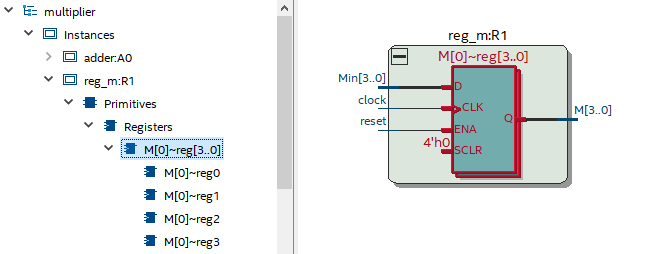 multiplier
Instances
adder:A0
reg_m:R1
Primitives
Registers
M[0]~reg[3..0]
M[0]~reg0
M[0]~reg1
M[0]~reg2
M[0]~reg3
reg_m:R1
M[0]~reg[3..0]
Min[3..0]
D
clock
CLK
M[3..0]
Q
reset
ENA
4'h0
SCLR